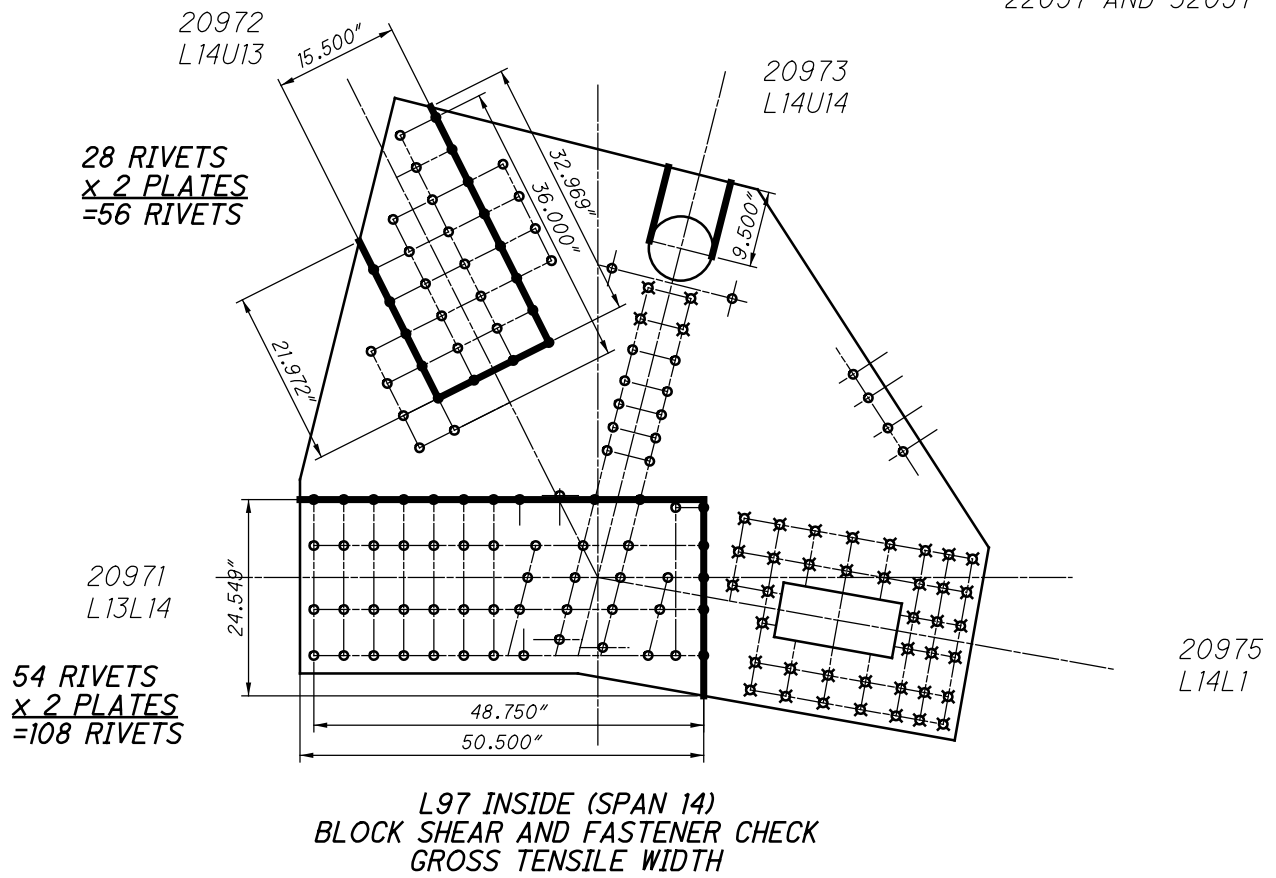 22051 AND 32051
20972
L14U13
15.500"
20973
L14U14
28 RIVETS
x 2 PLATES
=56 RIVETS
32.969"
36.000"
9.500"
21.972"
20971
L13L14
24.549"
20975
L14L1
54 RIVETS
x 2 PLATES
=108 RIVETS
48.750"
50.500"
L97 INSIDE (SPAN 14)
BLOCK SHEAR AND FASTENER CHECK
GROSS TENSILE WIDTH